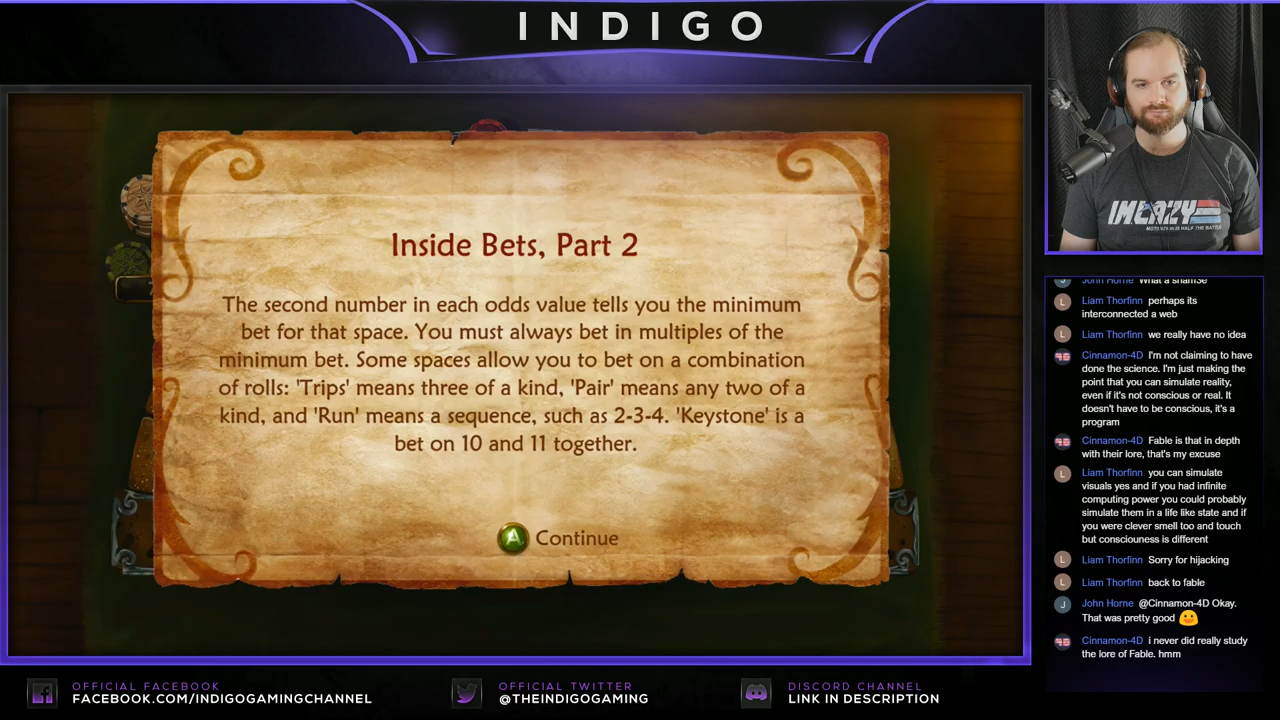 INDIGO
Inside Bets, Part 2
The second number in each odds value tells you the minimum
bet for that space. You must always bet in multiples of the
minimum bet. Some spaces allow you to bet on a combination
of rolls: 'Trips' means three of a kind, 'Pair' means any two of a
kind, and 'Run' means a sequence, such as 2-3-4. 'Keystone' is a
bet on 10 and 11 together.
A Continue
John Horne What a sham3e
L Liam Thorfinn perhaps its
interconnected a web
L Liam Thorfinn we really have no idea
Cinnamon-4D I'm not claiming to have
done the science. I'm just making the
point that you can simulate reality,
even if it's not conscious or real. It
doesn't have to be conscious, it's a
program
Cinnamon-4D Fable is that in depth
with their lore, that's my excuse
L Liam Thorfinn you can simulate
visuals yes and if you had infinite
computing power you could probably
simulate them in a life like state and if
you were clever smell too and touch
but consciouness is different
L Liam Thorfinn Sorry for hijacking
L Liam Thorfinn back to fable
J John Horne @Cinnamon-4D Okay.
That was pretty good
Cinnamon-4D i never did really study
the lore of Fable. hmm
OFFICIAL FACEBOOK
FACEBOOK.COM/INDIGOGAMINGCHANNEL
OFFICIAL TWITTER
@THEINDIGOGAMING
DISCORD CHANNEL
LINK IN DESCRIPTION